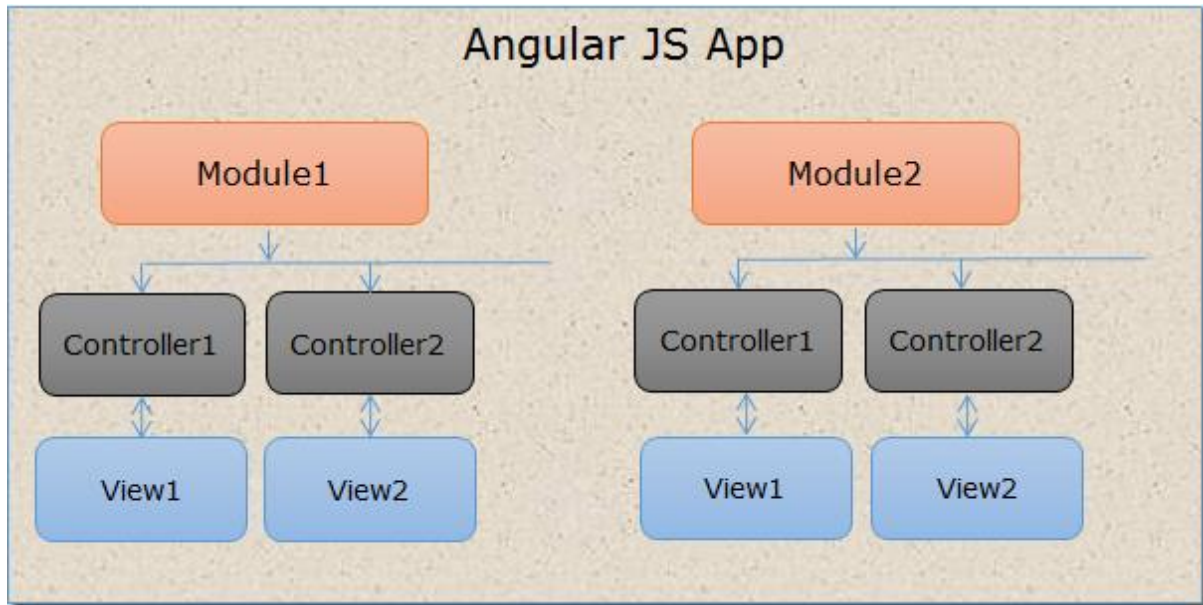 Angular JS App
Module1
Module2
Controller1
Controller2
Controller1
Controller2
View1
View2
View1
View2